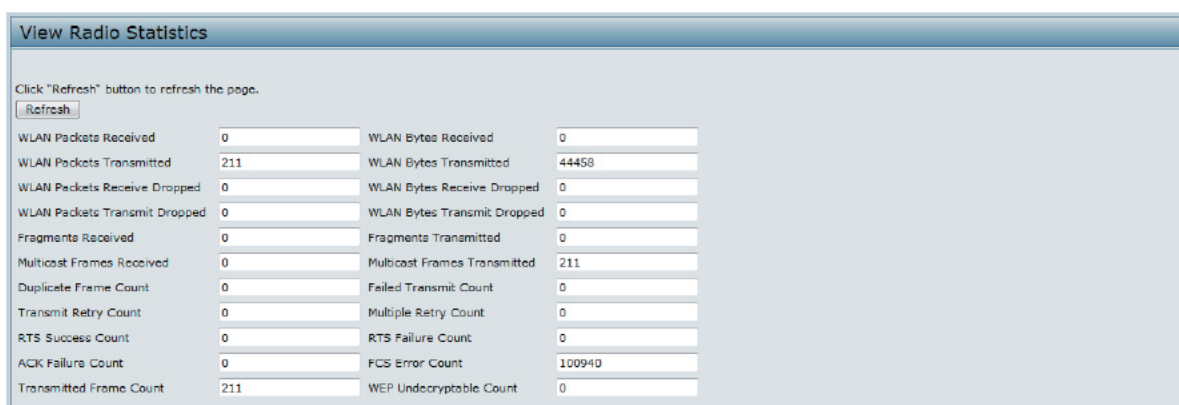 View Radio Statistics
Click "Refresh" button to refresh the page.
Refresh
WLAN Packets Received 0 WLAN Bytes Received 0
WLAN Packets Transmitted 211 WLAN Bytes Transmitted 44458
WLAN Packets Receive Dropped 0 WLAN Bytes Receive Dropped 0
WLAN Packets Transmit Dropped 0 WLAN Bytes Transmit Dropped 0
Fragments Received 0 Fragments Transmitted 0
Multicast Frames Received 0 Multicast Frames Transmitted 211
Duplicate Frame Count 0 Failed Transmit Count 0
Transmit Retry Count 0 Multiple Retry Count 0
RTS Success Count 0 RTS Failure Count 0
ACK Failure Count 0 FCS Error Count 100940
Transmitted Frame Count 211 WEP Undecryptable Count 0